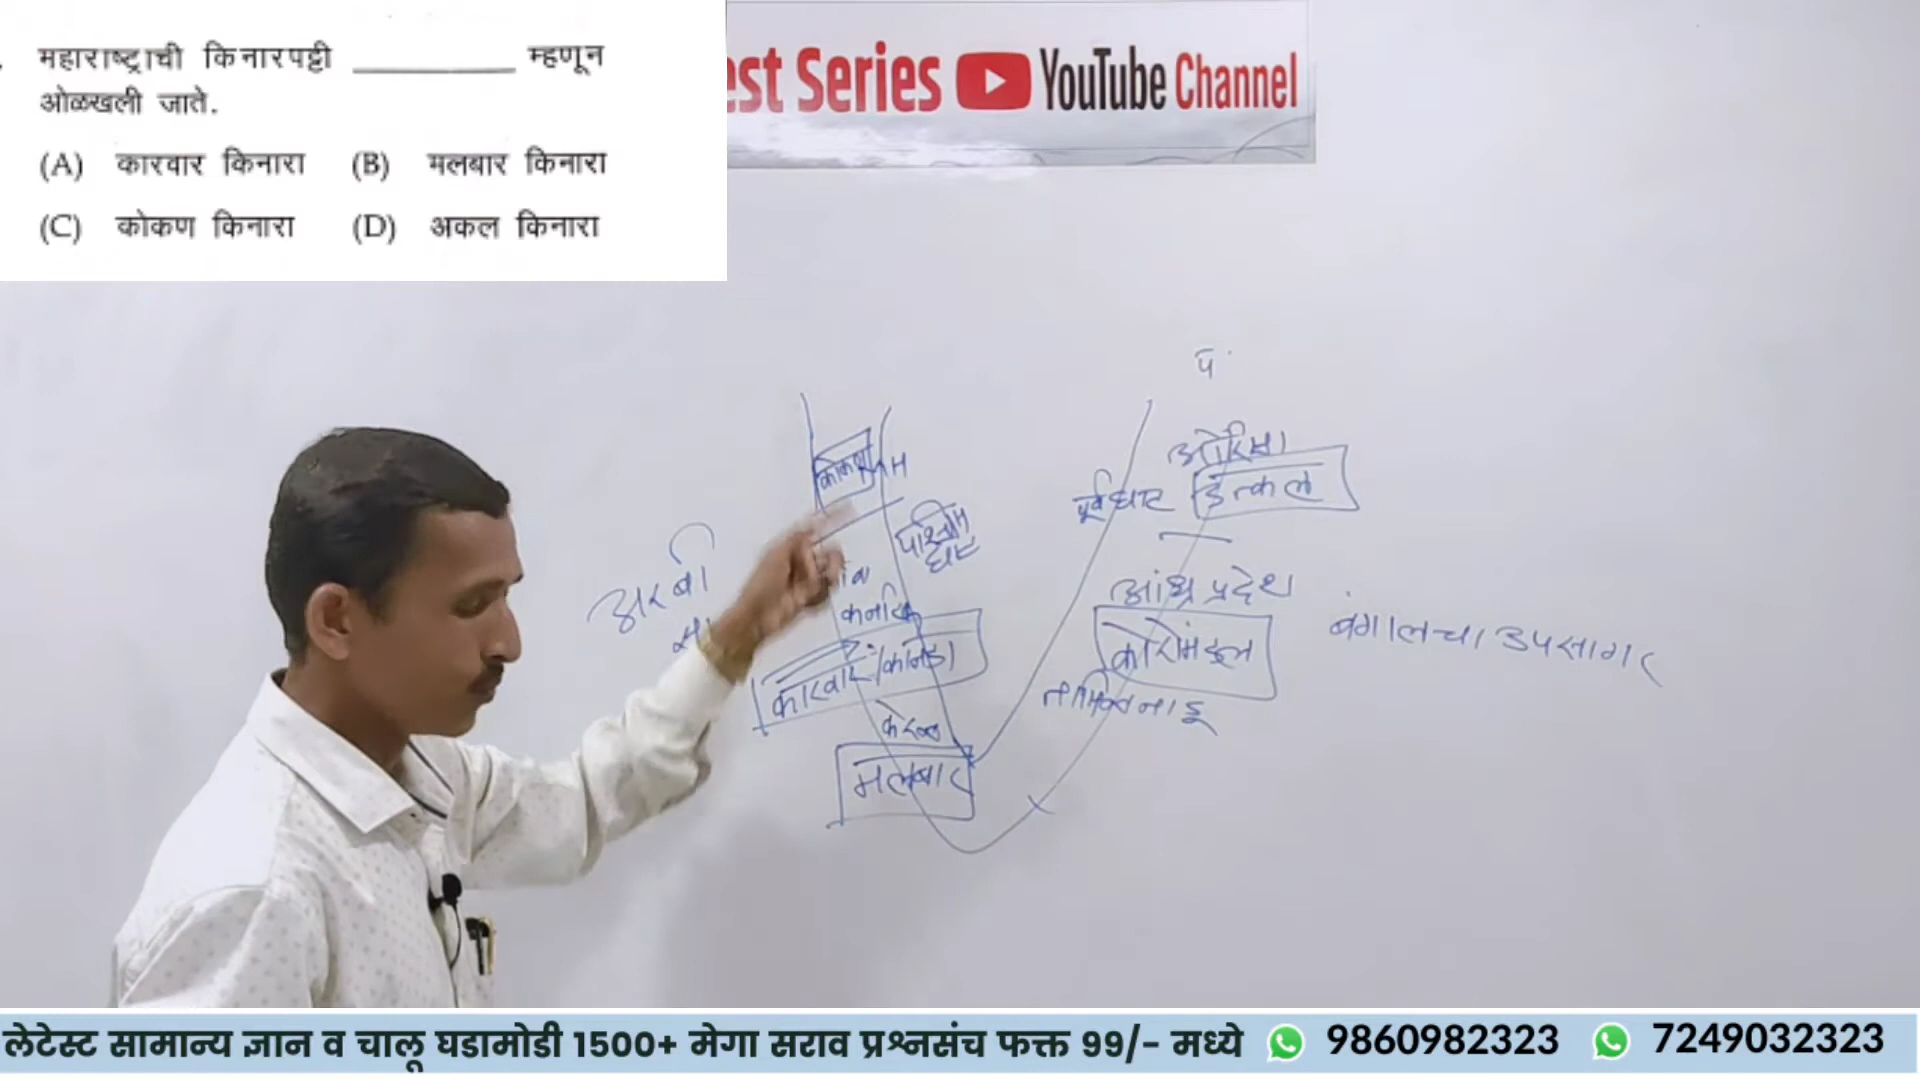 महाराष्ट्राची किनारपट्टी __________ म्हणून
ओळखली जाते.
(A) कारवार किनारा (B) मलबार किनारा
(C) कोकण किनारा (D) अकल किनारा
est Series YouTube Channel
प
कोकण
ओरिसा
पूर्वघाट उत्कल
पश्चिम
घाट
अरबी
कर्नाटक
आंध्र प्रदेश
बंगालचा उपसागर
कोरोमंडल
कारवार/कानडा
तामिळनाडू
केरळ
मलबार
लेटेस्ट सामान्य ज्ञान व चालू घडामोडी 1500+ मेगा सराव प्रश्नसंच फक्त 99/- मध्ये 9860982323 7249032323